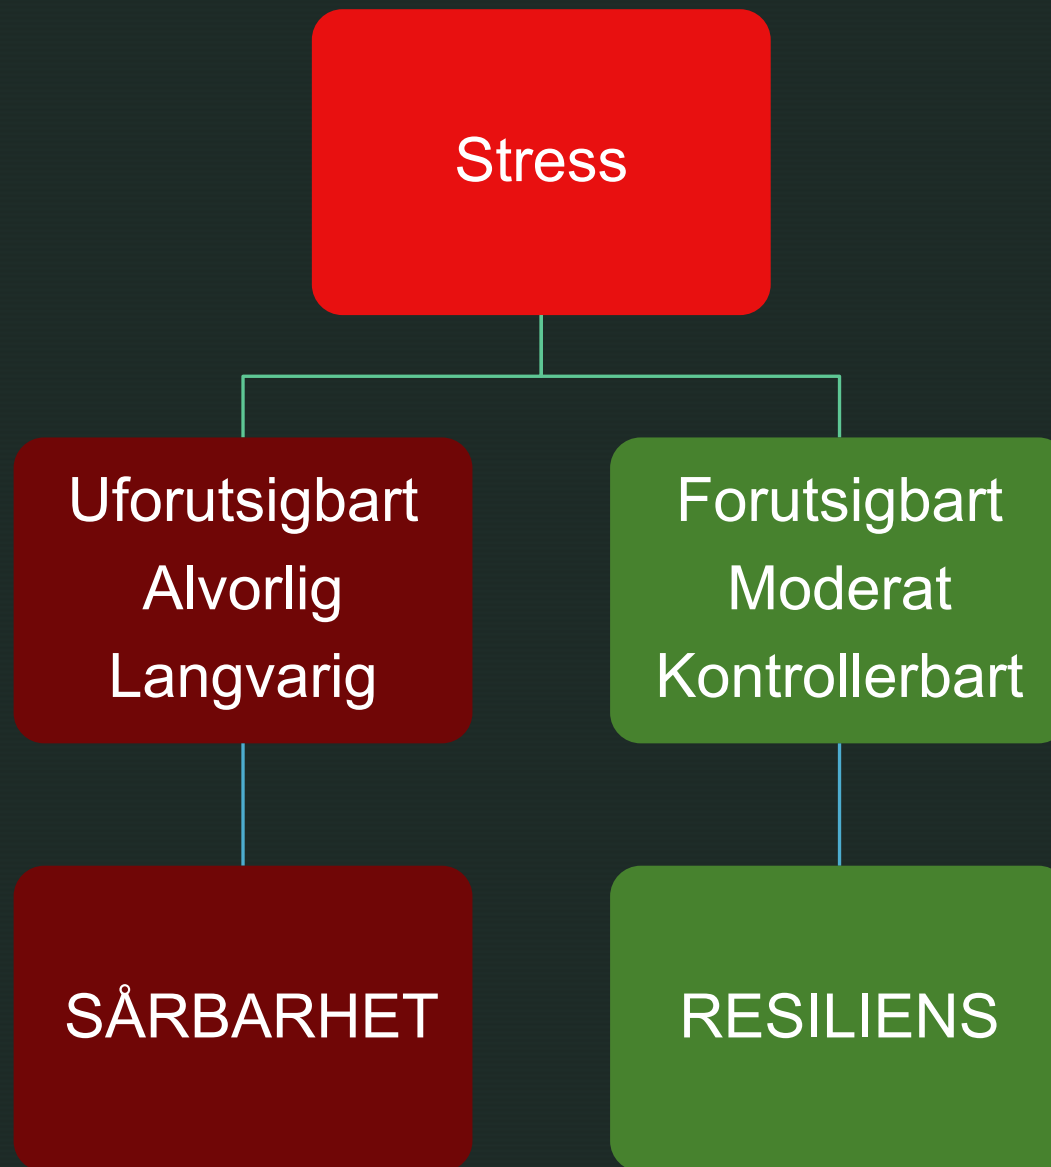 Stress
Uforutsigbart
Alvorlig
Langvarig
Forutsigbart
Moderat
Kontrollerbart
SÅRBARHET
RESILIENS